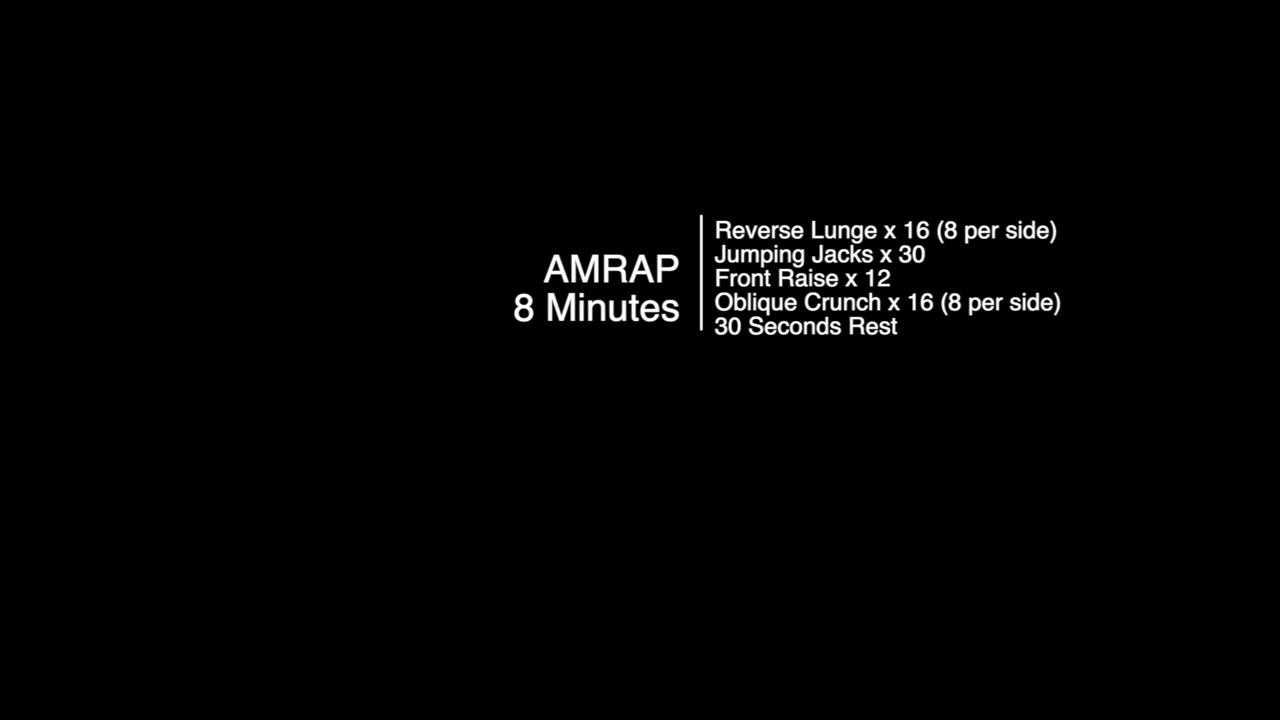 AMRAP
8 Minutes
Reverse Lunge x 16 (8 per side)
Jumping Jacks x 30
Front Raise x 12
Oblique Crunch x 16 (8 per side)
30 Seconds Rest